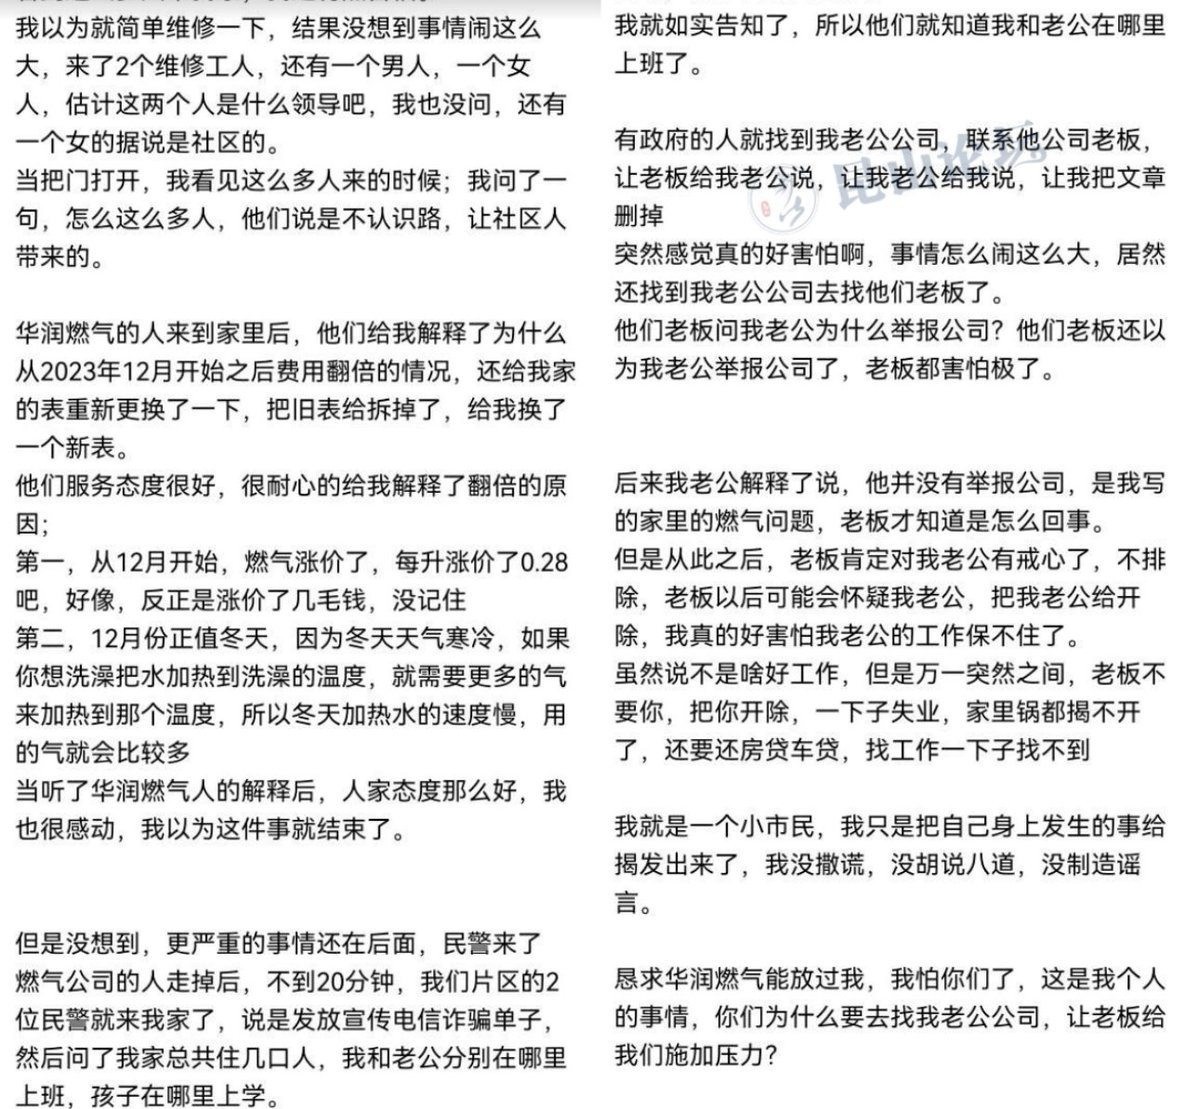 我以为就简单维修一下，结果没想到事情闹这么
大，来了2个维修工人，还有一个男人，一个女
人，估计这两个人是什么领导吧，我也没问，还有
一个女的据说是社区的。
当把门打开，我看见这么多人来的时候；我问了一
句，怎么这么多人，他们说是不认识路，让社区人
带来的。
华润燃气的人来到家里后，他们给我解释了为什么
从2023年12月开始之后费用翻倍的情况，还给我家
的表重新更换了一下，把旧表给拆掉了，给我换了
一个新表。
他们服务态度很好，很耐心的给我解释了翻倍的原
因；
第一，从12月开始，燃气涨价了，每升涨价了0.28
吧，好像，反正是涨价了几毛钱，没记住
第二，12月份正值冬天，因为冬天天气寒冷，如果
你想洗澡把水加热到洗澡的温度，就需要更多的气
来加热到那个温度，所以冬天加热水的速度慢，用
的气就会比较多
当听了华润燃气人的解释后，人家态度那么好，我
也很感动，我以为这件事就结束了。
但是没想到，更严重的事情还在后面，民警来了
燃气公司的人走掉后，不到20分钟，我们片区的2
位民警就来我家了，说是发放宣传电信诈骗单子，
然后问了我家总共住几口人，我和老公分别在哪里
上班，孩子在哪里上学。
我就如实告知了，所以他们就知道我和老公在哪里
上班了。
有政府的人就找到我老公公司，联系他公司老板，
让老板给我老公说，让我老公给我说，让我把文章
删掉
突然感觉真的好害怕啊，事情怎么闹这么大，居然
还找到我老公公司去找他们老板了。
他们老板问我老公为什么举报公司？他们老板还以
为我老公举报公司了，老板都害怕极了。
后来我老公解释了说，他并没有举报公司，是我写
的家里的燃气问题，老板才知道是怎么回事。
但是从此之后，老板肯定对我老公有戒心了，不排
除，老板以后可能会怀疑我老公，把我老公给开
除，我真的好害怕我老公的工作保不住了。
虽然说不是啥好工作，但是万一突然之间，老板不
要你，把你开除，一下子失业，家里锅都揭不开
了，还要还房贷车贷，找工作一下子找不到
我就是一个小市民，我只是把自己身上发生的事给
揭发出来了，我没撒谎，没胡说八道，没制造谣
言。
恳求华润燃气能放过我，我怕你们了，这是我个人
的事情，你们为什么要去找我老公公司，让老板给
我们施加压力？
昆山论坛